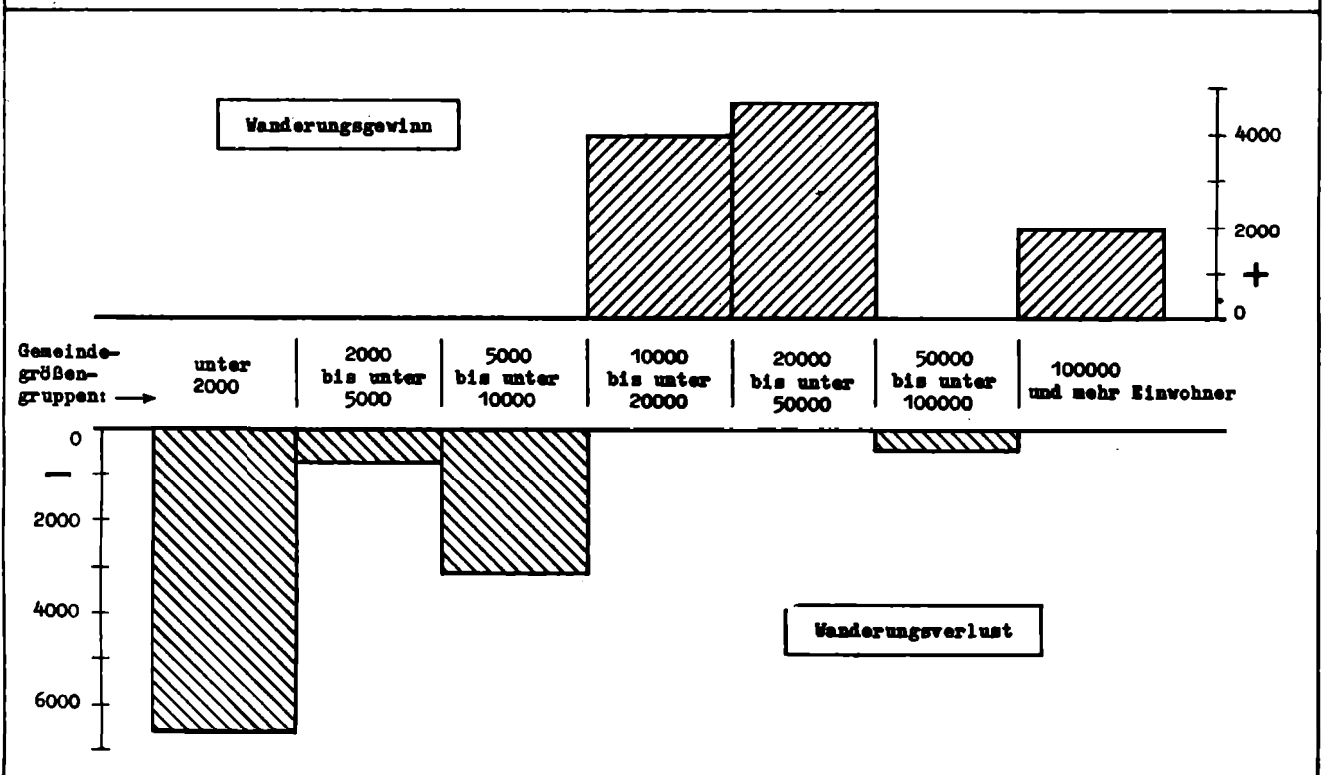 Wanderungsgewinn
4000
2000
+
0
Gemeinde-
größen-
gruppen: →
unter
2000
2000
bis unter
5000
5000
bis unter
10000
10000
bis unter
20000
20000
bis unter
50000
50000
bis unter
100000
100000
und mehr Einwohner
0
−
2000
4000
6000
Wanderungsverlust